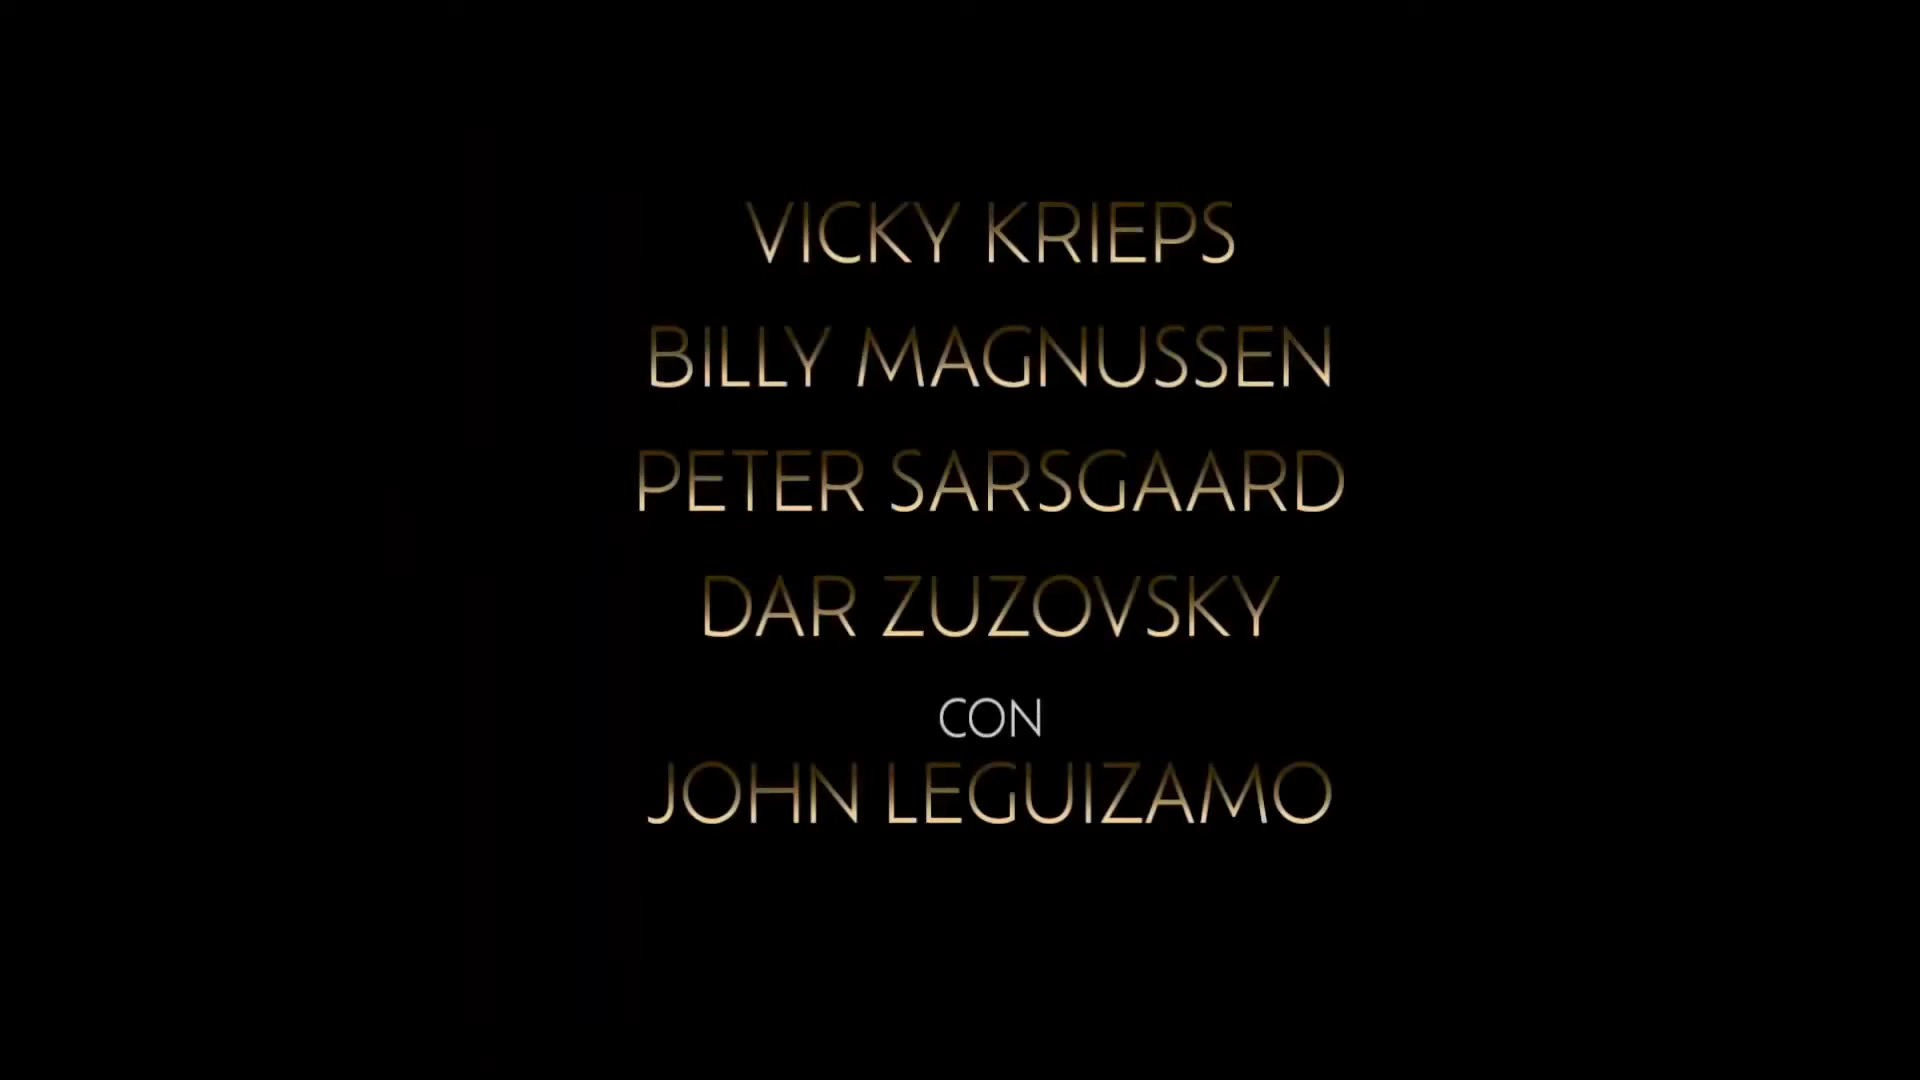 VICKY KRIEPS
BILLY MAGNUSSEN
PETER SARSGAARD
DAR ZUZOVSKY
CON
JOHN LEGUIZAMO